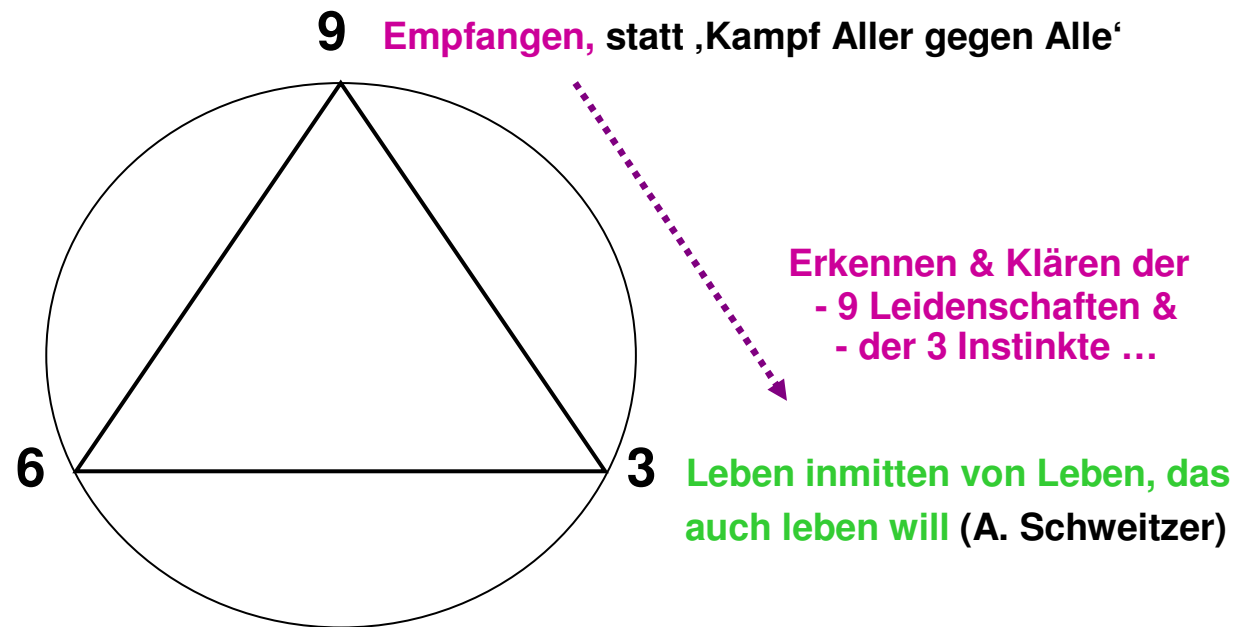 9 Empfangen, statt ‚Kampf Aller gegen Alle‘
Erkennen & Klären der
- 9 Leidenschaften &
- der 3 Instinkte ...
6
3 Leben inmitten von Leben, das
auch leben will (A. Schweitzer)